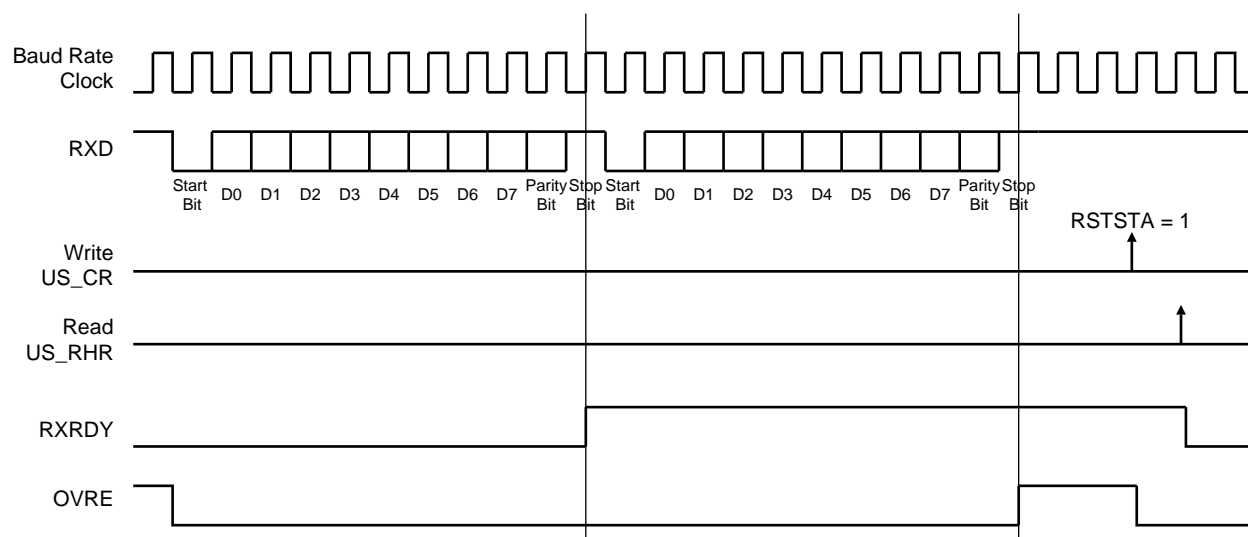 Baud Rate
Clock
RXD
Start
Bit
D0
D1
D2
D3
D4
D5
D6
D7
Parity
Bit
Stop
Bit
Start
Bit
D0
D1
D2
D3
D4
D5
D6
D7
Parity
Bit
Stop
Bit
RSTSTA = 1
Write
US_CR
Read
US_RHR
RXRDY
OVRE